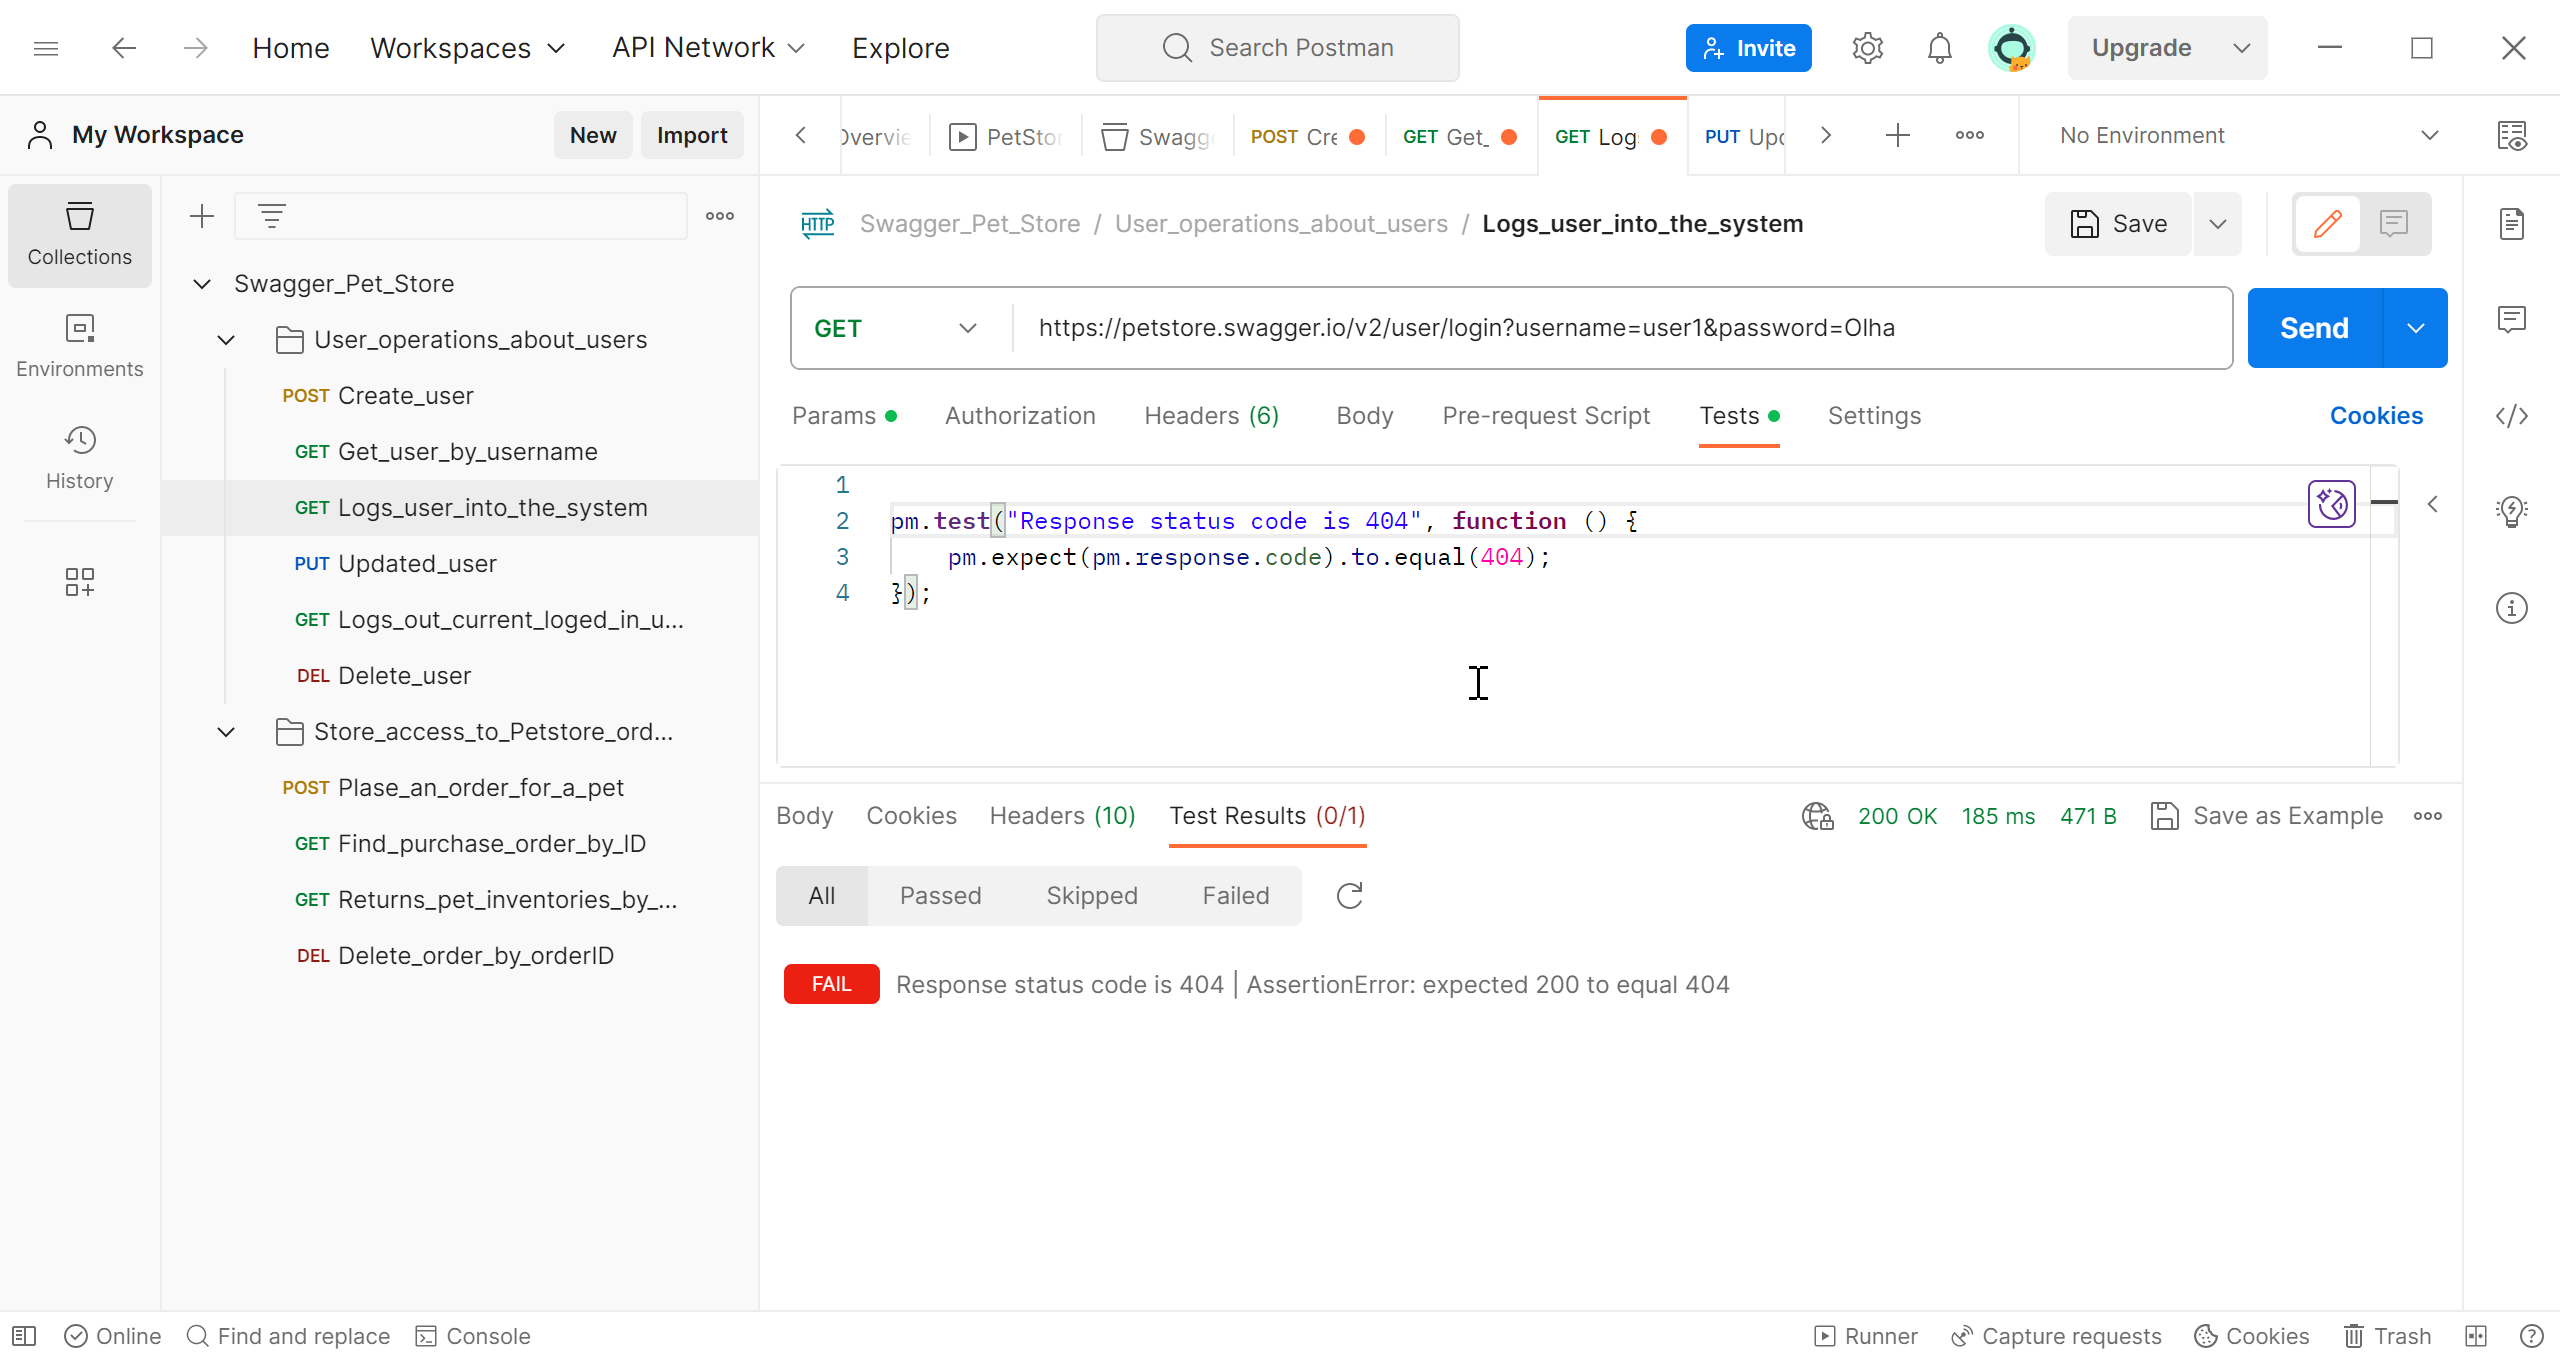 Home Workspaces API Network Explore Search Postman Invite Upgrade
My Workspace New Import
Overvie PetStor Swagg POST Cre GET Get_ GET Log PUT Upd No Environment
Collections
Environments
History
Swagger_Pet_Store
User_operations_about_users
POST Create_user
GET Get_user_by_username
GET Logs_user_into_the_system
PUT Updated_user
GET Logs_out_current_loged_in_u...
DEL Delete_user
Store_access_to_Petstore_ord...
POST Plase_an_order_for_a_pet
GET Find_purchase_order_by_ID
GET Returns_pet_inventories_by_...
DEL Delete_order_by_orderID
HTTP Swagger_Pet_Store / User_operations_about_users / Logs_user_into_the_system Save
GET https://petstore.swagger.io/v2/user/login?username=user1&password=Olha Send
Params Authorization Headers (6) Body Pre-request Script Tests Settings Cookies
1
2 pm.test("Response status code is 404", function () {
3 pm.expect(pm.response.code).to.equal(404);
4 });
Body Cookies Headers (10) Test Results (0/1) 200 OK 185 ms 471 B Save as Example
All Passed Skipped Failed
FAIL Response status code is 404 | AssertionError: expected 200 to equal 404
Online Find and replace Console Runner Capture requests Cookies Trash